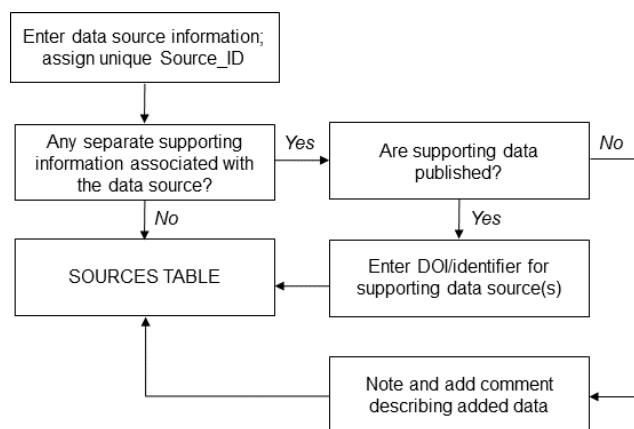 Enter data source information;
assign unique Source_ID
Any separate supporting
information associated with
the data source?
Yes
Are supporting data
published?
No
No
Yes
SOURCES TABLE
Enter DOI/identifier for
supporting data source(s)
Note and add comment
describing added data